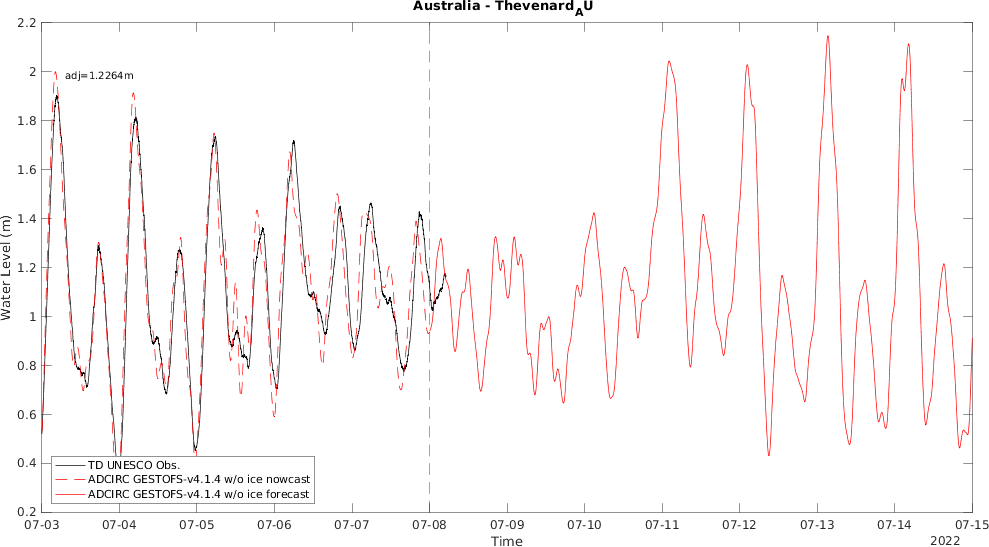 Australia - Thevenard_AU
adj=1.2264m
Water Level (m)
2.2
2
1.8
1.6
1.4
1.2
1
0.8
0.6
0.4
0.2
TD UNESCO Obs.
ADCIRC GESTOFS-v4.1.4 w/o ice nowcast
ADCIRC GESTOFS-v4.1.4 w/o ice forecast
07-03 07-04 07-05 07-06 07-07 07-08 07-09 07-10 07-11 07-12 07-13 07-14 07-15
Time
2022